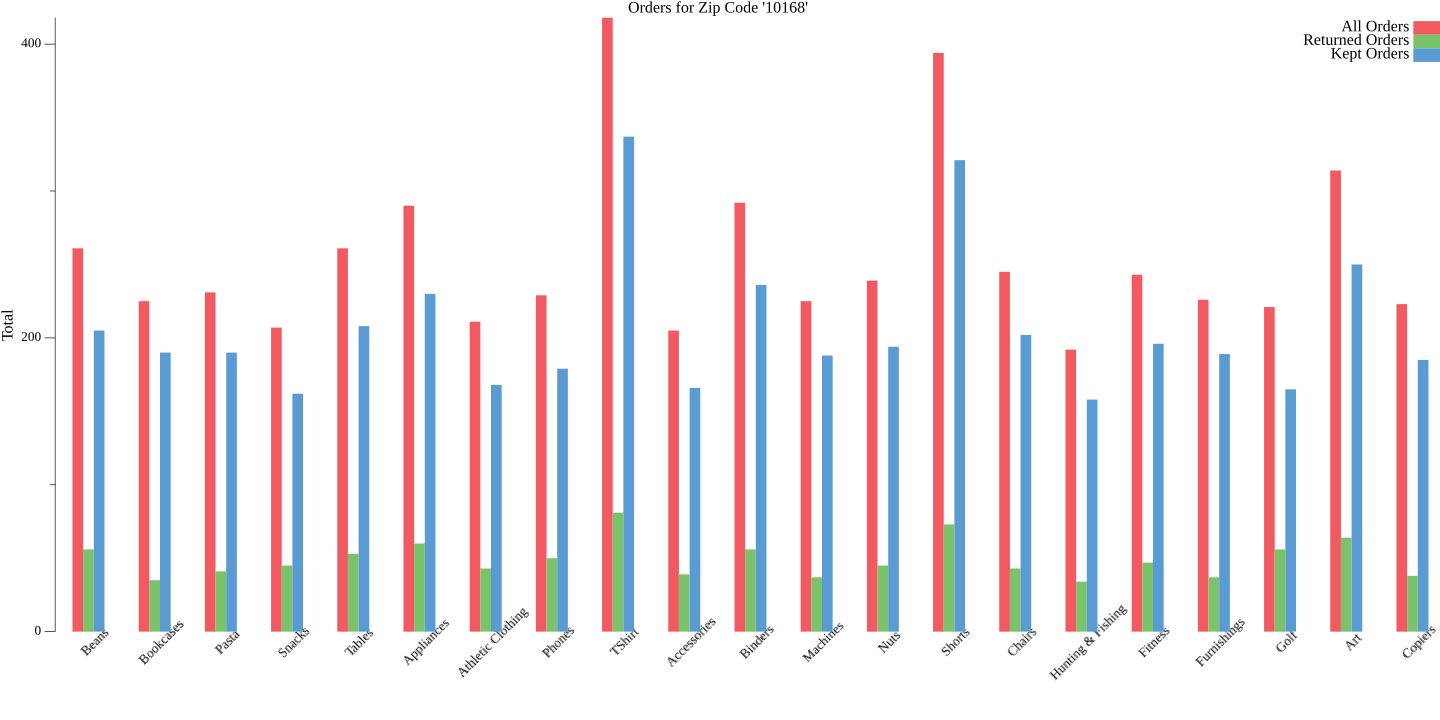 Orders for Zip Code '10168'
All Orders
Returned Orders
Kept Orders
Total
400
200
0
Beans
Bookcases
Pasta
Snacks
Tables
Appliances
Athletic Clothing
Phones
TShirt
Accessories
Binders
Machines
Nuts
Shorts
Chairs
Hunting & Fishing
Fitness
Furnishings
Golf
Art
Copiers